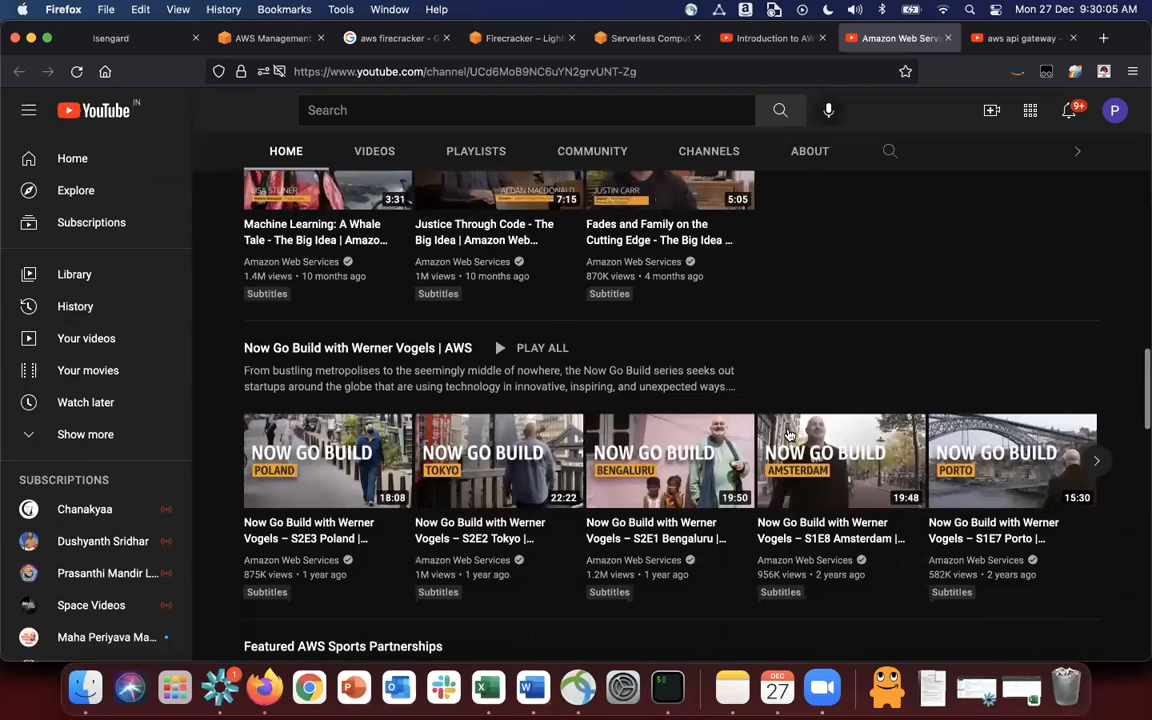 Firefox File Edit View History Bookmarks Tools Window Help Mon 27 Dec 9:30:05 AM
Isengard AWS Management aws firecracker - G Firecracker – Light Serverless Comput Introduction to AW Amazon Web Servi aws api gateway - Y
https://www.youtube.com/channel/UCd6MoB9NC6uYN2grvUNT-Zg
YouTube IN
Search
9+
P
Home
Explore
Subscriptions
Library
History
Your videos
Your movies
Watch later
Show more
SUBSCRIPTIONS
Chanakyaa
Dushyanth Sridhar
Prasanthi Mandir L...
Space Videos
Maha Periyava Ma...
HOME VIDEOS PLAYLISTS COMMUNITY CHANNELS ABOUT
LISA STEINER 3:31 AEDAN MACDONALD 7:15 JUSTIN CARR 5:05
Machine Learning: A Whale Justice Through Code - The Fades and Family on the
Tale - The Big Idea | Amazo... Big Idea | Amazon Web... Cutting Edge - The Big Idea ...
Amazon Web Services Amazon Web Services Amazon Web Services
1.4M views • 10 months ago 1M views • 10 months ago 870K views • 4 months ago
Subtitles Subtitles Subtitles
Now Go Build with Werner Vogels | AWS PLAY ALL
From bustling metropolises to the seemingly middle of nowhere, the Now Go Build series seeks out
startups around the globe that are using technology in innovative, inspiring, and unexpected ways....
NOW GO BUILD NOW GO BUILD NOW GO BUILD NOW GO BUILD NOW GO BUILD
POLAND TOKYO BENGALURU AMSTERDAM PORTO
18:08 22:22 19:50 19:48 15:30
Now Go Build with Werner Now Go Build with Werner Now Go Build with Werner Now Go Build with Werner Now Go Build with Werner
Vogels – S2E3 Poland |... Vogels – S2E2 Tokyo |... Vogels – S2E1 Bengaluru |... Vogels – S1E8 Amsterdam |... Vogels – S1E7 Porto |...
Amazon Web Services Amazon Web Services Amazon Web Services Amazon Web Services Amazon Web Services
875K views • 1 year ago 1M views • 1 year ago 1.2M views • 1 year ago 956K views • 2 years ago 582K views • 2 years ago
Subtitles Subtitles Subtitles Subtitles Subtitles
Featured AWS Sports Partnerships
1
DEC
27